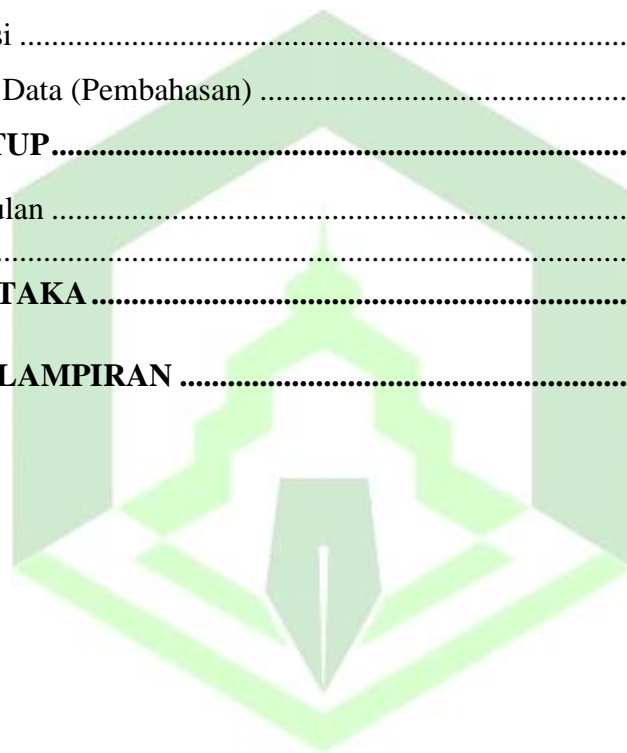 si ........................................................................................
Data (Pembahasan) ......................................................
TUP.....................................................................................
ulan ....................................................................................
............................................................................................
TAKA ...............................................................................
LAMPIRAN .....................................................................